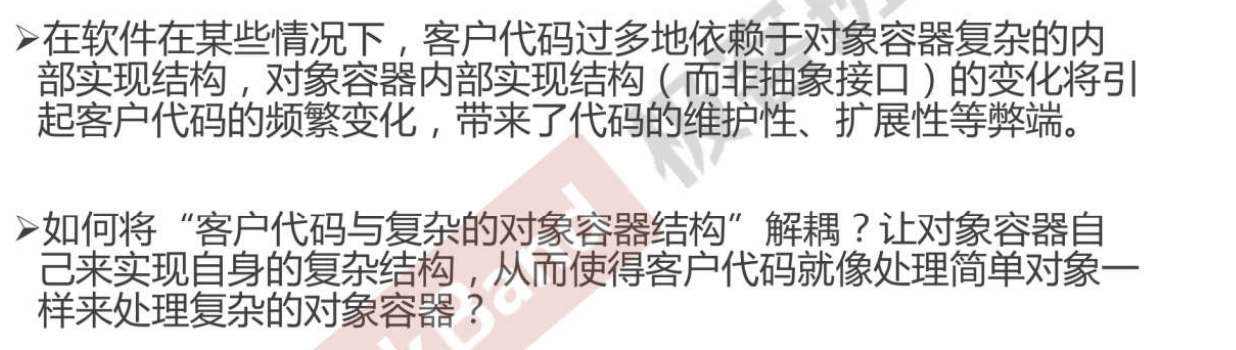 ➢在软件在某些情况下，客户代码过多地依赖于对象容器复杂的内
部实现结构，对象容器内部实现结构（而非抽象接口）的变化将引
起客户代码的频繁变化，带来了代码的维护性、扩展性等弊端。
➢如何将“客户代码与复杂的对象容器结构”解耦？让对象容器自
己来实现自身的复杂结构，从而使得客户代码就像处理简单对象一
样来处理复杂的对象容器？